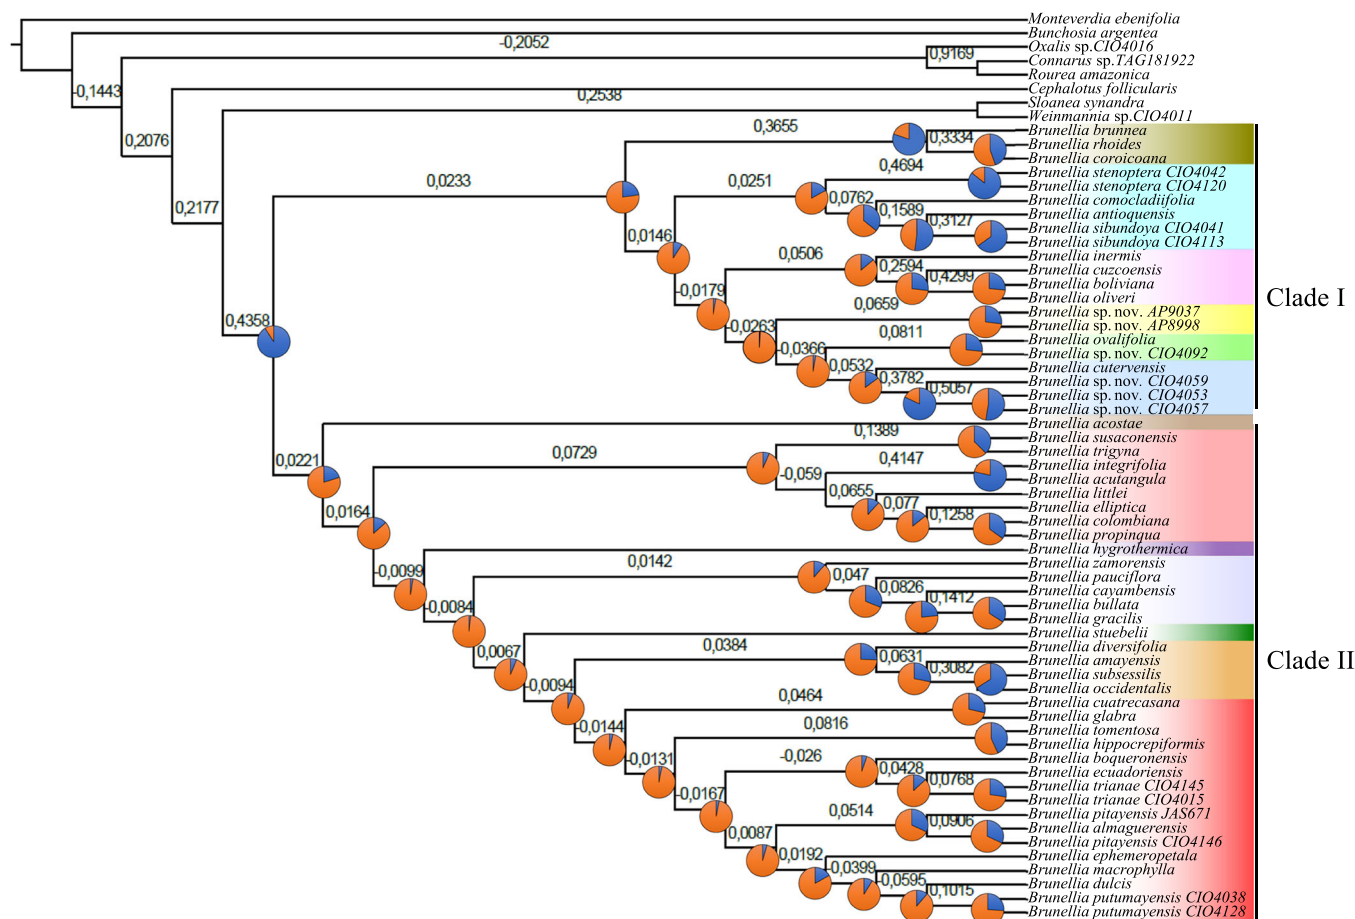 Monteverdia ebenifolia
Bunchosia argentea
-0,2052
Oxalis sp.CIO4016
0,9169
Connarus sp.TAG181922
Rourea amazonica
-0,1443
Cephalotus follicularis
0,2538
Sloanea synandra
Weinmannia sp.CIO4011
0,2076
0,3655
Brunellia brunnea
0,3334
Brunellia rhoides
Brunellia coroicoana
0,4694
Brunellia stenoptera CIO4042
0,0233
0,0251
Brunellia stenoptera CIO4120
0,0762
Brunellia comocladiifolia
0,2177
0,1589
Brunellia antioquensis
0,3127
Brunellia sibundoya CIO4041
0,0146
Brunellia sibundoya CIO4113
0,0506
Brunellia inermis
0,2594
Brunellia cuzcoensis
0,4299
Brunellia boliviana
-0,0179
Brunellia oliveri
Clade I
0,0659
Brunellia sp. nov. AP9037
0,4358
-0,0263
Brunellia sp. nov. AP8998
0,0811
Brunellia ovalifolia
-0,0366
Brunellia sp. nov. CIO4092
0,0532
Brunellia cutervensis
0,3782
Brunellia sp. nov. CIO4059
0,5057
Brunellia sp. nov. CIO4053
Brunellia sp. nov. CIO4057
Brunellia acostae
0,1389
Brunellia susaconensis
0,0221
0,0729
Brunellia trigyna
0,4147
Brunellia integrifolia
-0,059
Brunellia acutangula
0,0655
Brunellia littlei
0,077
Brunellia elliptica
0,0164
0,1258
Brunellia colombiana
Brunellia propinqua
Brunellia hygrothermica
0,0142
Brunellia zamorensis
-0,0099
0,047
Brunellia pauciflora
0,0826
Brunellia cayambensis
0,1412
Brunellia bullata
-0,0084
Brunellia gracilis
Brunellia stuebelii
0,0067
0,0384
Brunellia diversifolia
0,0631
Brunellia amayensis
Clade II
0,3082
Brunellia subsessilis
-0,0094
Brunellia occidentalis
0,0464
Brunellia cuatrecasana
Brunellia glabra
-0,0144
0,0816
Brunellia tomentosa
Brunellia hippocrepiformis
-0,0131
-0,026
Brunellia boqueronensis
0,0428
Brunellia ecuadoriensis
0,0768
Brunellia trianae CIO4145
-0,0167
Brunellia trianae CIO4015
0,0514
Brunellia pitayensis JAS671
0,0906
Brunellia almaguerensis
0,0087
Brunellia pitayensis CIO4146
0,0192
Brunellia ephemeropetala
-0,0399
Brunellia macrophylla
-0,0595
Brunellia dulcis
0,1015
Brunellia putumayensis CIO4038
Brunellia putumayensis CIO4128